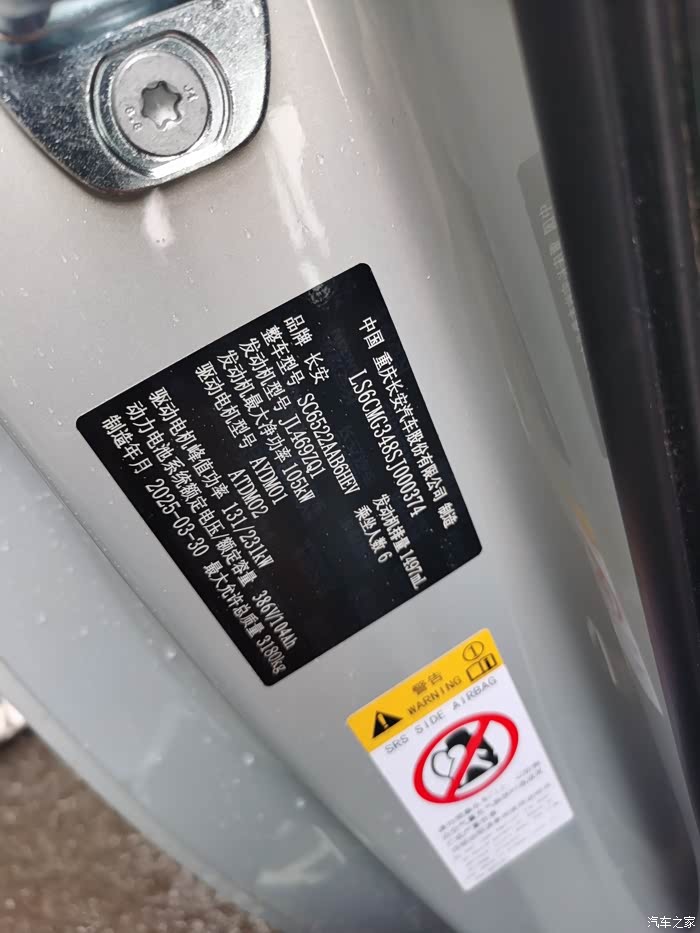 J4
8.8
中国 重庆长安汽车股份有限公司 制造
LS6CMG348SJ000374
品牌 长安
整车型号 SC6522AAB6HEV
发动机型号 JL469ZQ1 发动机排量 1497mL
发动机最大净功率 105kW 乘坐人数 6
驱动电机型号 ATDM01
ATDM02
驱动电机峰值功率 131/231kW
动力电池系统额定电压/额定容量 386V/104Ah
制造年月 2025-03-30 最大允许总质量 3180kg
警告
WARNING
SRS SIDE AIRBAG
汽车之家